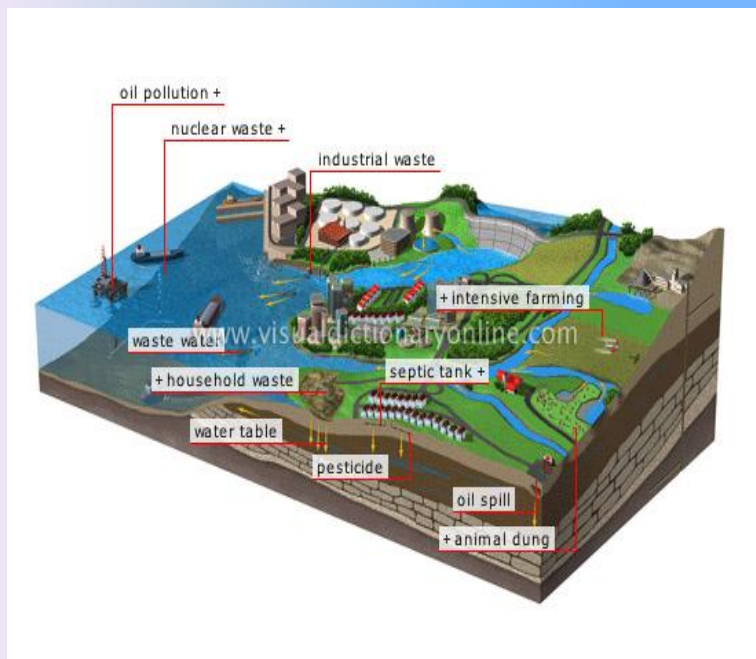 oil pollution +
nuclear waste +
industrial waste
+ intensive farming
www.visualdictionaryonline.com
waste water
+ household waste
septic tank +
water table
pesticide
oil spill
+ animal dung